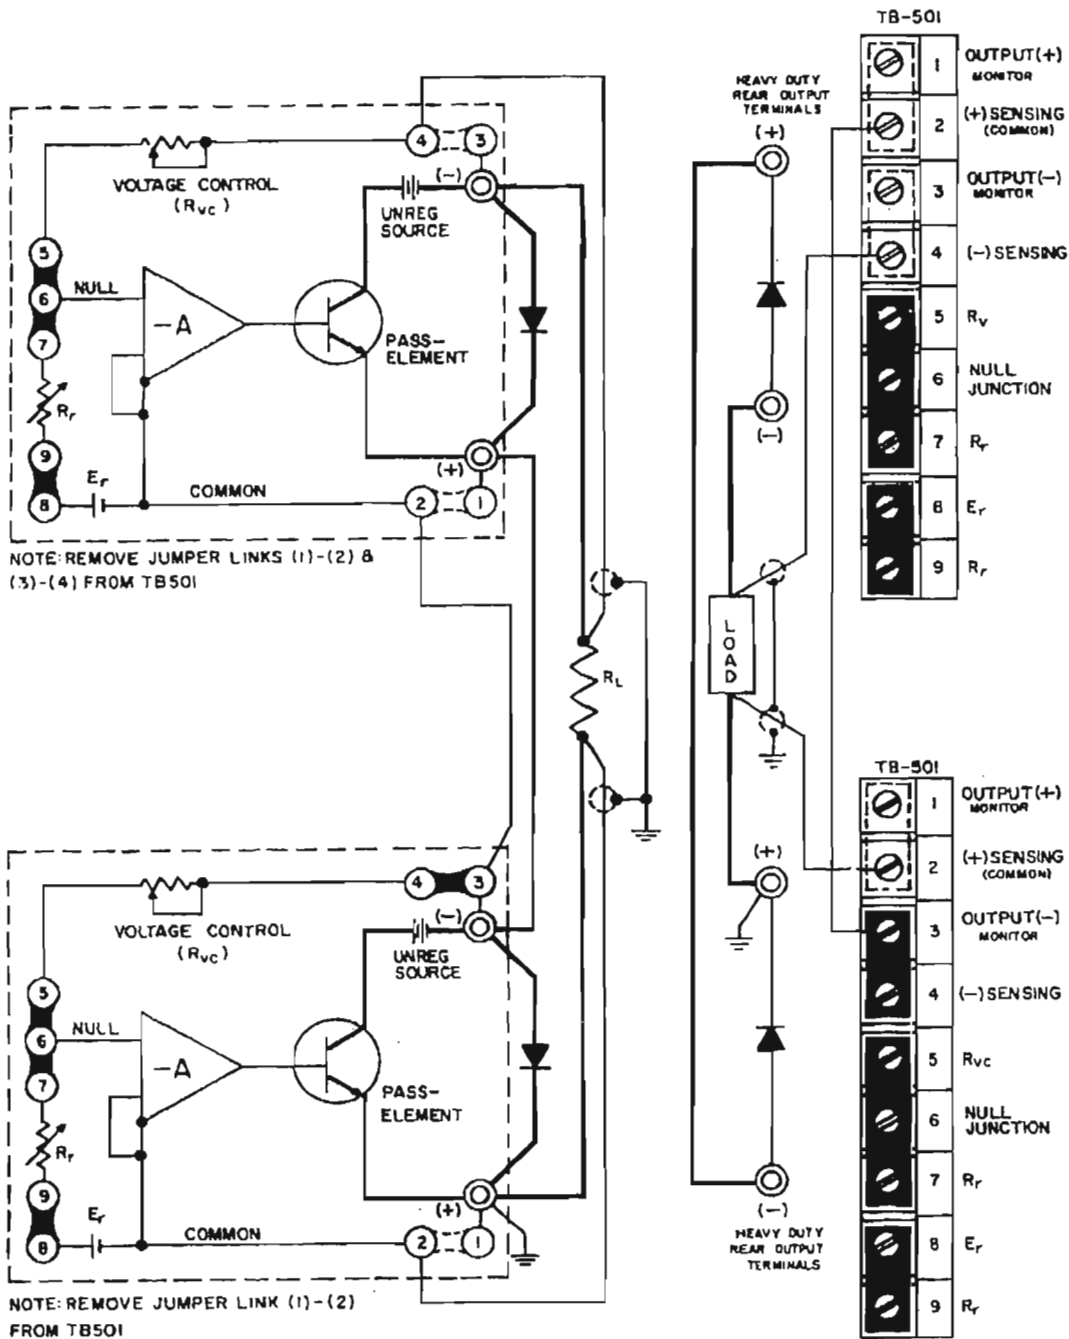 4
3
(-)
VOLTAGE CONTROL
(Rvc)
UNREG
SOURCE
5
6
NULL
7
-A
PASS-
ELEMENT
Rr
9
8
Er
COMMON
(+)
2
1
NOTE: REMOVE JUMPER LINKS (1)-(2) &
(3)-(4) FROM TB501
RL
4
3
(-)
VOLTAGE CONTROL
(Rvc)
UNREG
SOURCE
5
6
NULL
7
-A
PASS-
ELEMENT
Rr
9
8
Er
COMMON
(+)
2
1
NOTE: REMOVE JUMPER LINK (1)-(2)
FROM TB501
HEAVY DUTY
REAR OUTPUT
TERMINALS
(+)
(-)
LOAD
(+)
(-)
HEAVY DUTY
REAR OUTPUT
TERMINALS
TB-501
1 OUTPUT(+)
MONITOR
2 (+)SENSING
(COMMON)
3 OUTPUT(-)
MONITOR
4 (-)SENSING
5 Rv
6 NULL
JUNCTION
7 Rr
8 Er
9 Rr
TB-501
1 OUTPUT(+)
MONITOR
2 (+)SENSING
(COMMON)
3 OUTPUT(-)
MONITOR
4 (-)SENSING
5 Rvc
6 NULL
JUNCTION
7 Rr
8 Er
9 Rr